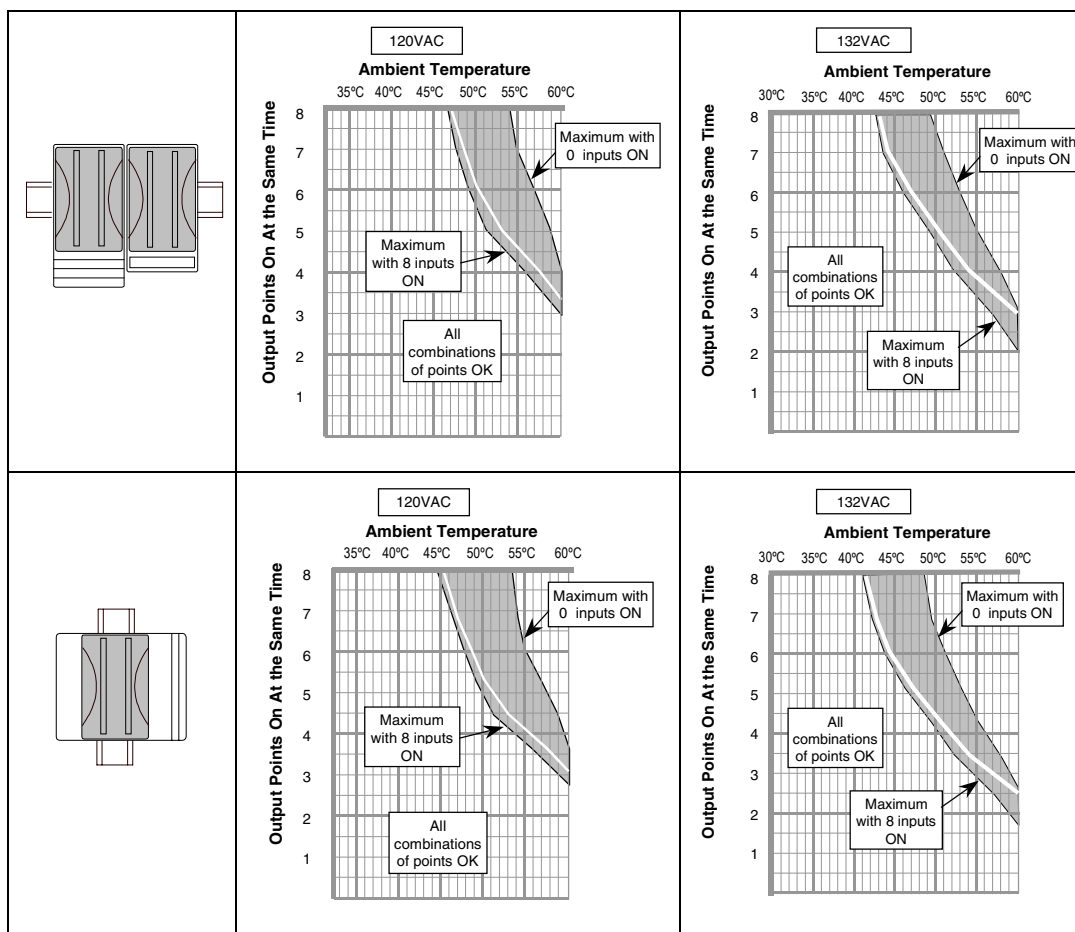 120VAC
Ambient Temperature
35ºC 40ºC 45ºC 50ºC 55ºC 60ºC
Output Points On At the Same Time
8
7
6
5
4
3
2
1
Maximum with
0 inputs ON
Maximum
with 8 inputs
ON
All
combinations
of points OK
132VAC
Ambient Temperature
30ºC 35ºC 40ºC 45ºC 50ºC 55ºC 60ºC
Output Points On At the Same Time
8
7
6
5
4
3
2
1
Maximum with
0 inputs ON
All
combinations
of points OK
Maximum
with 8 inputs
ON
120VAC
Ambient Temperature
35ºC 40ºC 45ºC 50ºC 55ºC 60ºC
Output Points On At the Same Time
8
7
6
5
4
3
2
1
Maximum with
0 inputs ON
Maximum
with 8 inputs
ON
All
combinations
of points OK
132VAC
Ambient Temperature
30ºC 35ºC 40ºC 45ºC 50ºC 55ºC 60ºC
Output Points On At the Same Time
8
7
6
5
4
3
2
1
Maximum with
0 inputs ON
All
combinations
of points OK
Maximum
with 8 inputs
ON